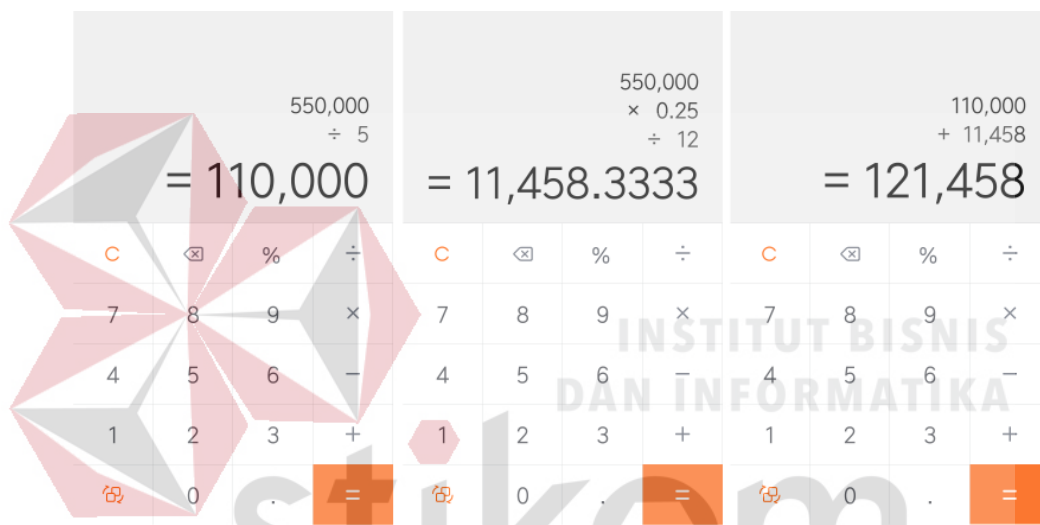 550,000
÷ 5
= 110,000
C % ÷
7 8 9 ×
4 5 6 −
1 2 3 +
0 . =
550,000
× 0.25
÷ 12
= 11,458.3333
C % ÷
7 8 9 ×
4 5 6 −
1 2 3 +
0 . =
110,000
+ 11,458
= 121,458
C % ÷
7 8 9 ×
4 5 6 −
1 2 3 +
0 . =
INSTITUT BISNIS
DAN INFORMATIKA
stikom